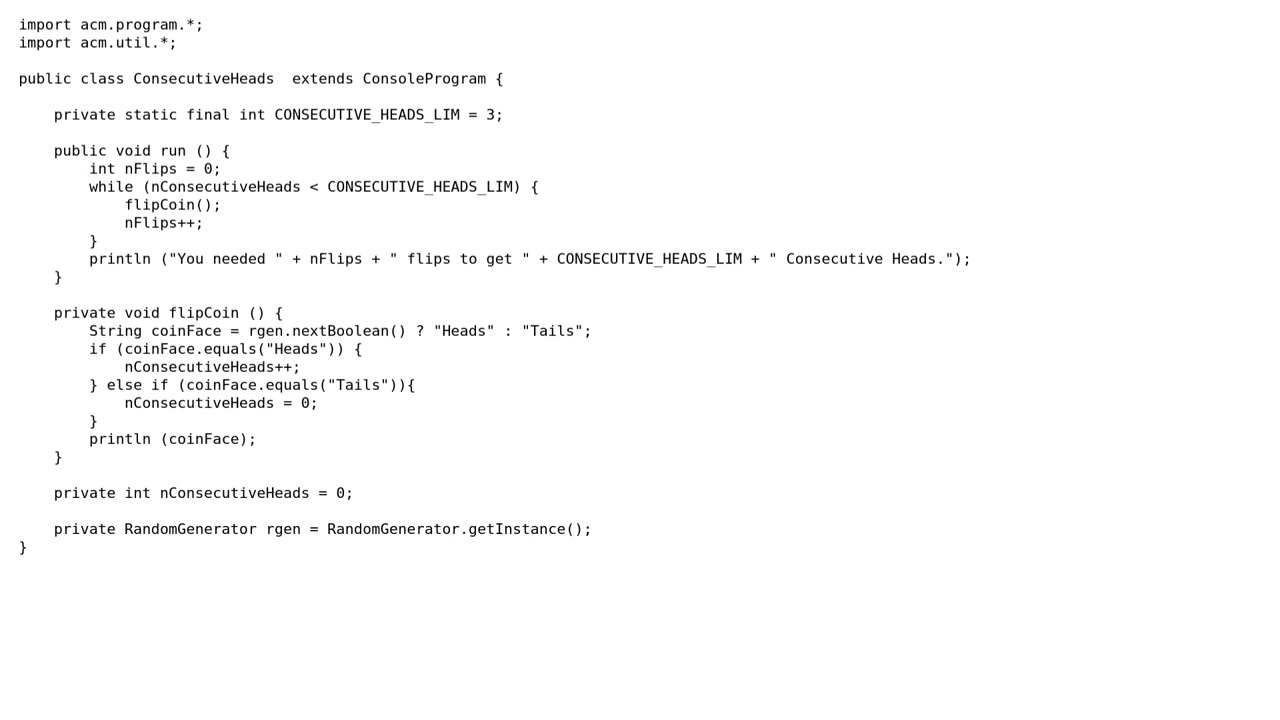 import acm.program.*;
import acm.util.*;

public class ConsecutiveHeads  extends ConsoleProgram {

    private static final int CONSECUTIVE_HEADS_LIM = 3;

    public void run () {
        int nFlips = 0;
        while (nConsecutiveHeads < CONSECUTIVE_HEADS_LIM) {
            flipCoin();
            nFlips++;
        }
        println ("You needed " + nFlips + " flips to get " + CONSECUTIVE_HEADS_LIM + " Consecutive Heads.");
    }

    private void flipCoin () {
        String coinFace = rgen.nextBoolean() ? "Heads" : "Tails";
        if (coinFace.equals("Heads")) {
            nConsecutiveHeads++;
        } else if (coinFace.equals("Tails")){
            nConsecutiveHeads = 0;
        }
        println (coinFace);
    }

    private int nConsecutiveHeads = 0;

    private RandomGenerator rgen = RandomGenerator.getInstance();
}